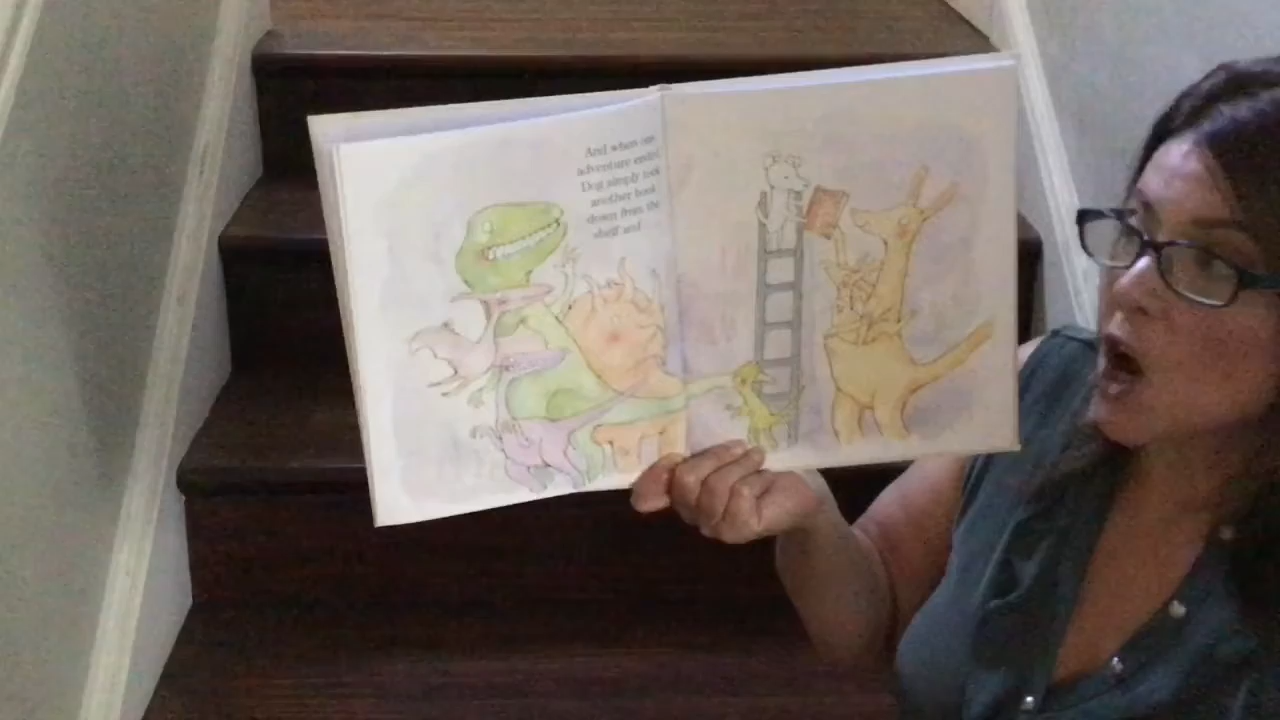 And when one
adventure ended
Dog simply took
another book
down from the
shelf and